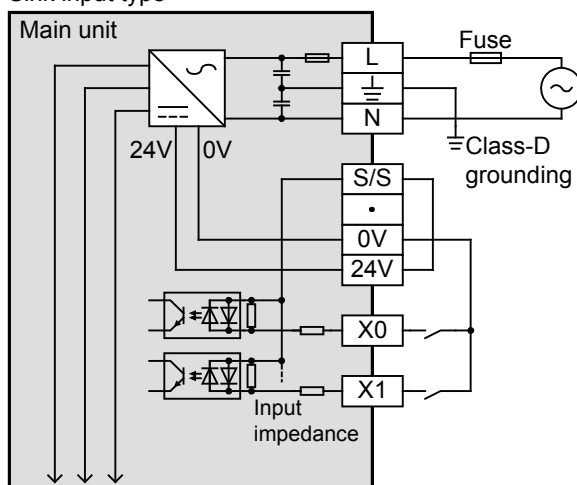 Sink input type
Main unit
L
Fuse
N
24V 0V
Class-D
grounding
S/S
•
0V
24V
X0
X1
Input
impedance